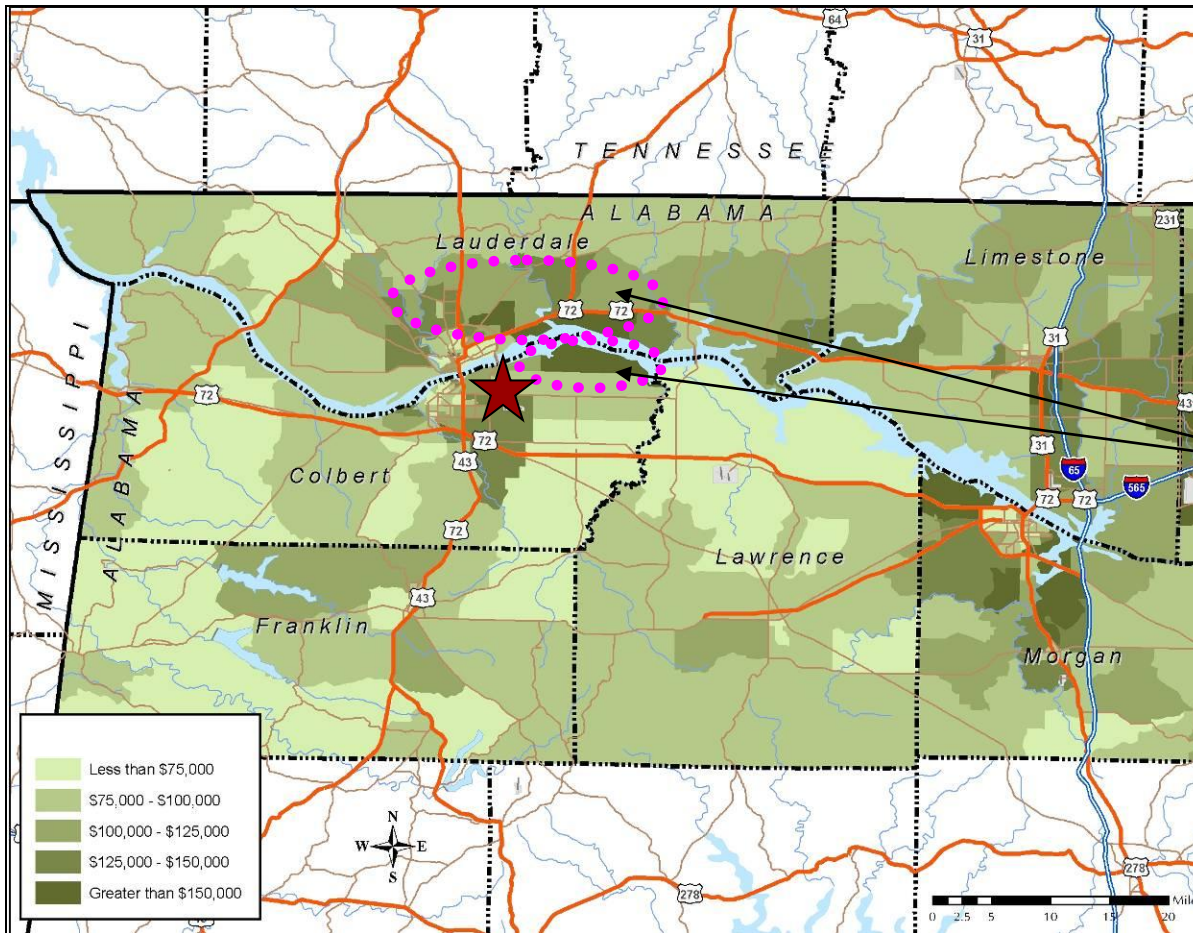 64
31
TENNESSEE
ALABAMA
231
Lauderdale
Limestone
72
72
31
MISSISSIPPI
ALABAMA
72
43
72
31
43
65
565
Colbert
72
72
72
Lawrence
43
Franklin
Morgan
Less than $75,000
$75,000 - $100,000
$100,000 - $125,000
$125,000 - $150,000
Greater than $150,000
N
W E
S
278
278
0 2.5 5 10 15 20